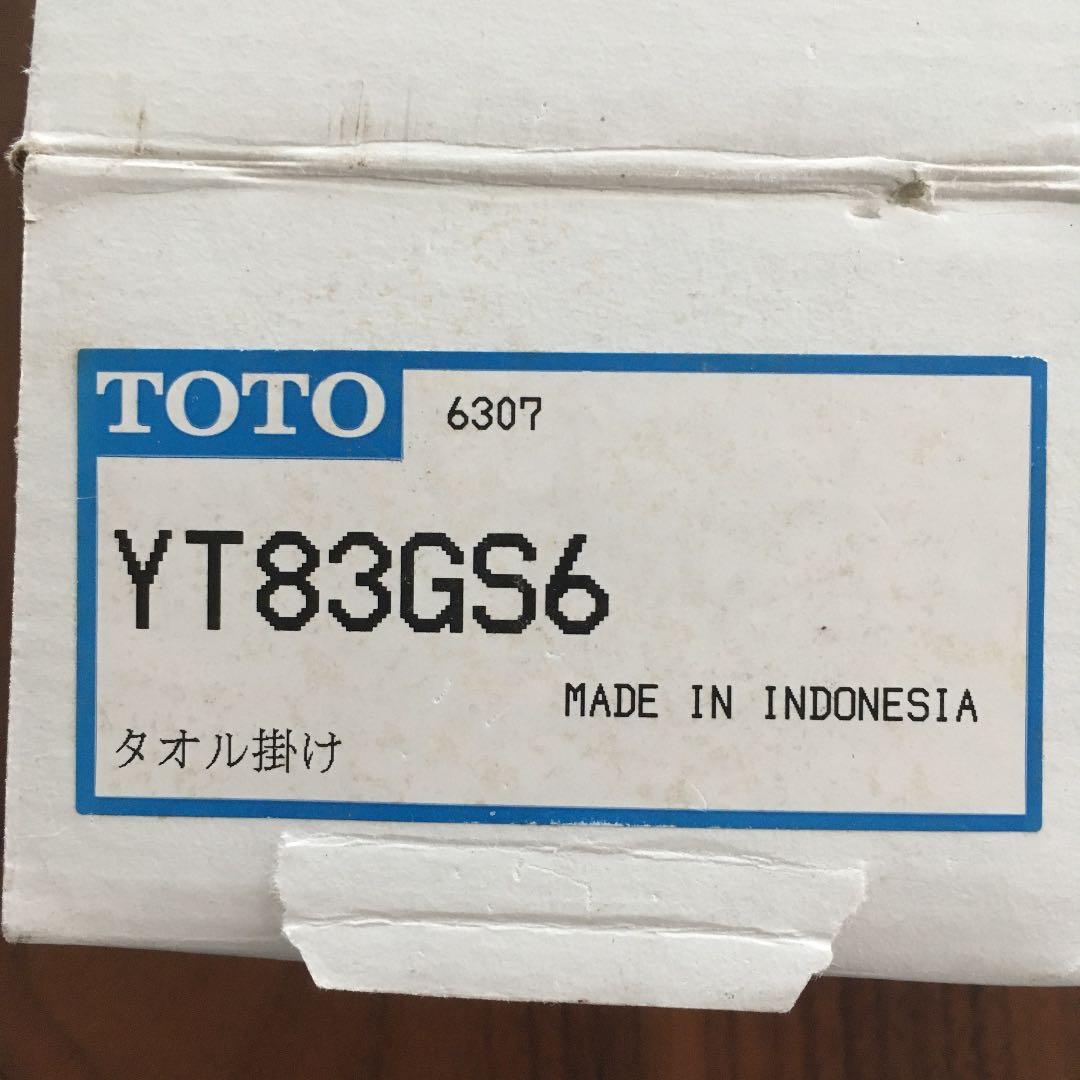 TOTO 6307
YT83GS6
MADE IN INDONESIA
タオル掛け